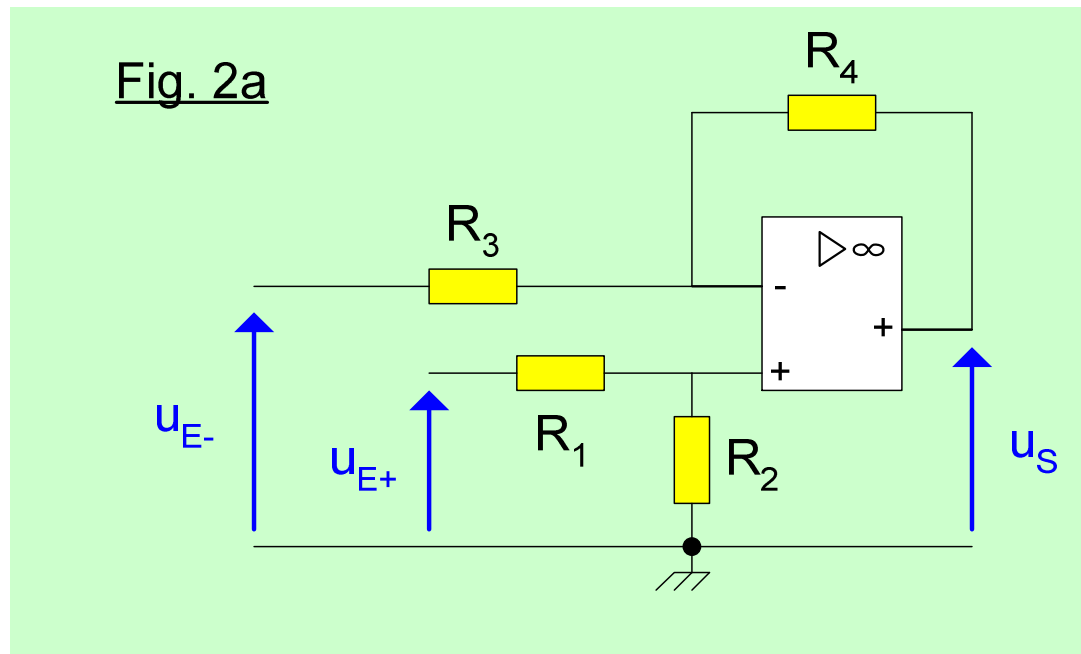 Fig. 2a
R4
R3
▷ ∞
-
+
+
R1
R2
uE-
uE+
uS